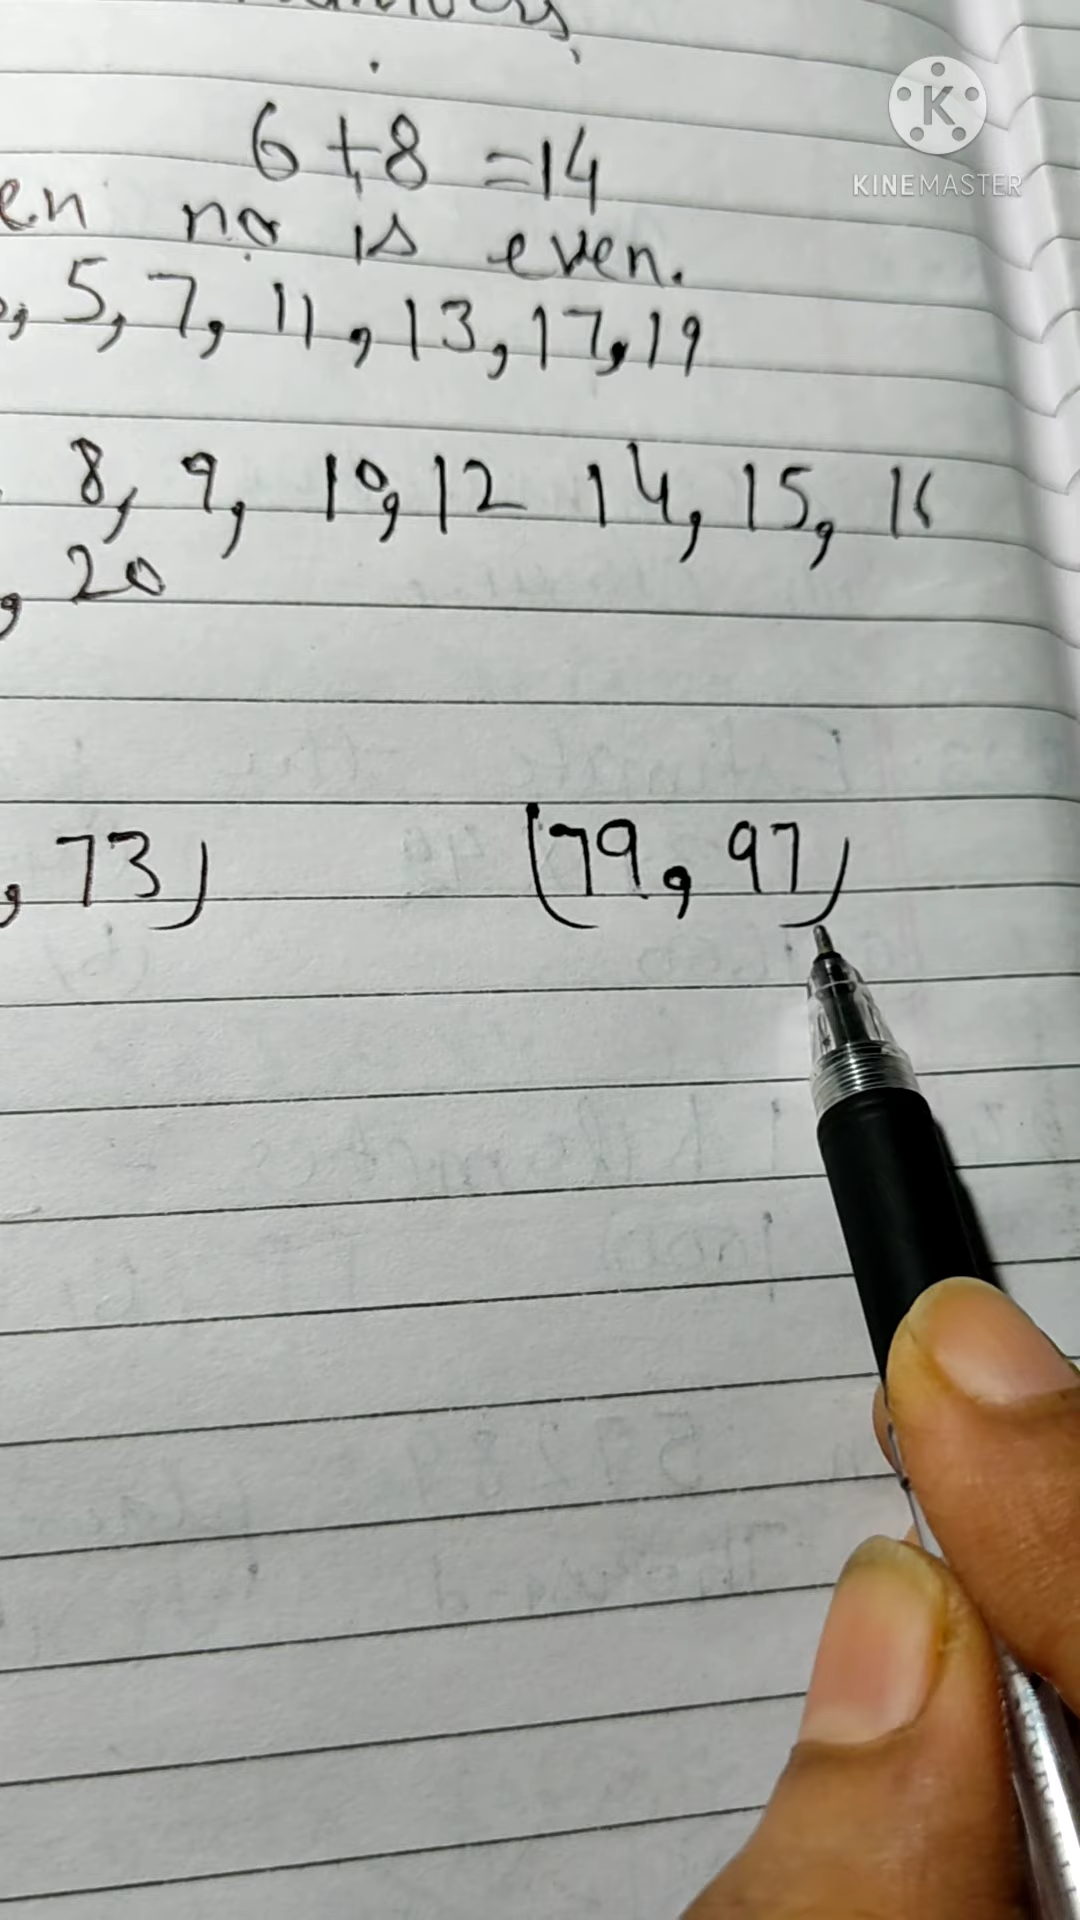 6 + 8 = 14
en no is even.
, 5, 7, 11, 13, 17, 19
8, 9, 10, 12 14, 15, 16
, 20
, 73) (79, 97)
KINEMASTER